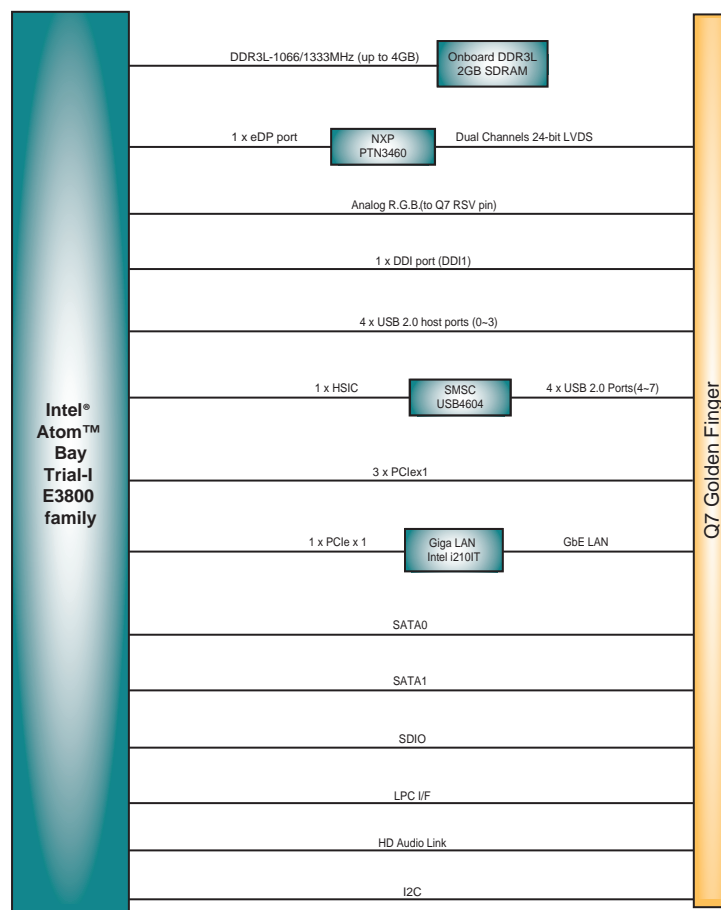 DDR3L-1066/1333MHz (up to 4GB)
Onboard DDR3L
2GB SDRAM
1 x eDP port
NXP
PTN3460
Dual Channels 24-bit LVDS
Analog R.G.B.(to Q7 RSV pin)
1 x DDI port (DDI1)
4 x USB 2.0 host ports (0~3)
1 x HSIC
SMSC
USB4604
4 x USB 2.0 Ports(4~7)
Intel®
Atom™
Bay
Trial-I
E3800
family
3 x PCIex1
1 x PCIe x 1
Giga LAN
Intel i210IT
GbE LAN
SATA0
SATA1
SDIO
LPC I/F
HD Audio Link
I2C
Q7 Golden Finger